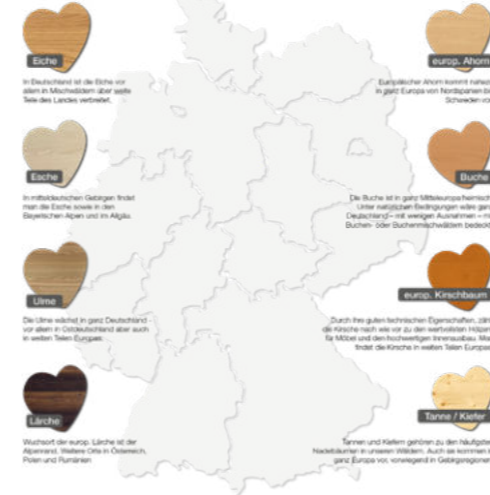 Eiche
In Deutschland ist die Eiche vor
allem in Mischwäldern über weite
Teile des Landes verbreitet.
Esche
In mitteldeutschen Gebirgen findet
man die Esche sowie in den
Bayerischen Alpen und im Allgäu.
Ulme
Die Ulme wächst in ganz Deutschland -
vor allem in Ostdeutschland aber auch
in weiten Teilen Europas.
Lärche
Wuchsort der europ. Lärche ist der
Alpenrand. Weitere Orte in Österreich,
Polen und Rumänien
europ. Ahorn
Europäischer Ahorn kommt nahezu
in ganz Europa von Nordspanien bis
Schweden vor
Buche
Die Buche ist in ganz Mitteleuropa heimisch.
Unter natürlichen Bedingungen wäre ganz
Deutschland – mit wenigen Ausnahmen – mit
Buchen- oder Buchenmischwäldern bedeckt
europ. Kirschbaum
Durch ihre guten technischen Eigenschaften, zählt
die Kirsche nach wie vor zu den wertvollsten Hölzern
für Möbel und den hochwertigen Innenausbau. Man
findet die Kirsche in weiten Teilen Europas
Tanne / Kiefer
Tannen und Kiefern gehören zu den häufigsten
Nadelbäumen in unseren Wäldern. Auch sie kommen in
ganz Europa vor, vorwiegend in Gebirgsregionen